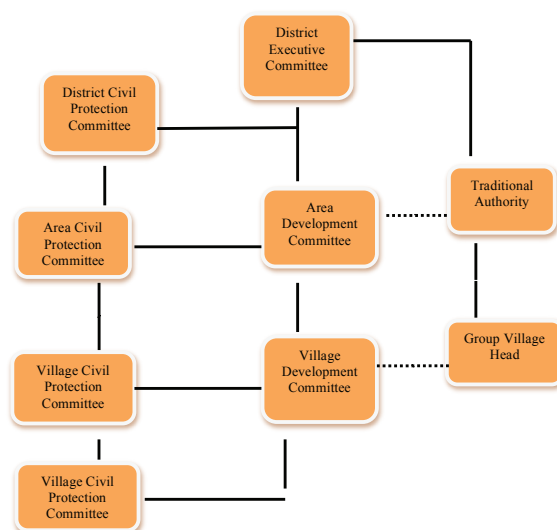 District
Executive
Committee
District Civil
Protection
Committee
Area
Development
Committee
Traditional
Authority
Area Civil
Protection
Committee
Group Village
Head
Village
Development
Committee
Village Civil
Protection
Committee
Village Civil
Protection
Committee